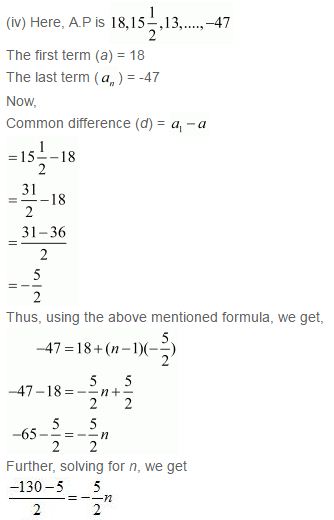 (iv) Here, A.P is 18,15 1/2,13,....,–47
The first term (a) = 18
The last term (aₙ) = -47
Now,
Common difference (d) = a₁ – a
= 15 1/2 – 18
= 31/2 – 18
= (31 – 36)/2
= –5/2
Thus, using the above mentioned formula, we get,
–47 = 18 + (n – 1)(–5/2)
–47 – 18 = –5/2 n + 5/2
–65 – 5/2 = –5/2 n
Further, solving for n, we get
(–130 – 5)/2 = –5/2 n